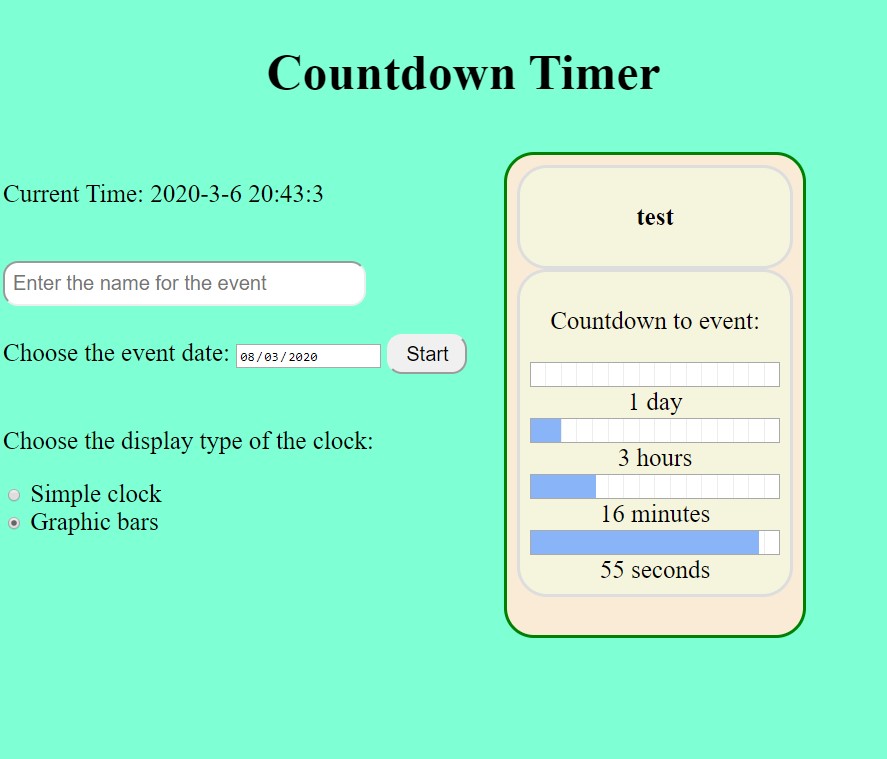 Countdown Timer
Current Time: 2020-3-6 20:43:3
Enter the name for the event
Choose the event date: 08/03/2020 Start
Choose the display type of the clock:
Simple clock
Graphic bars
test
Countdown to event:
1 day
3 hours
16 minutes
55 seconds